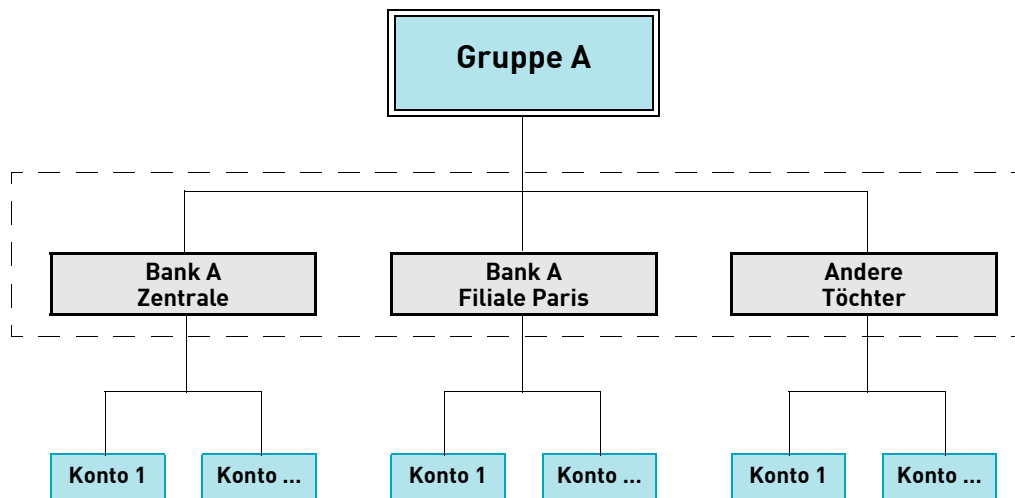 Gruppe A
Bank A
Zentrale
Bank A
Filiale Paris
Andere
Töchter
Konto 1
Konto ...
Konto 1
Konto ...
Konto 1
Konto ...